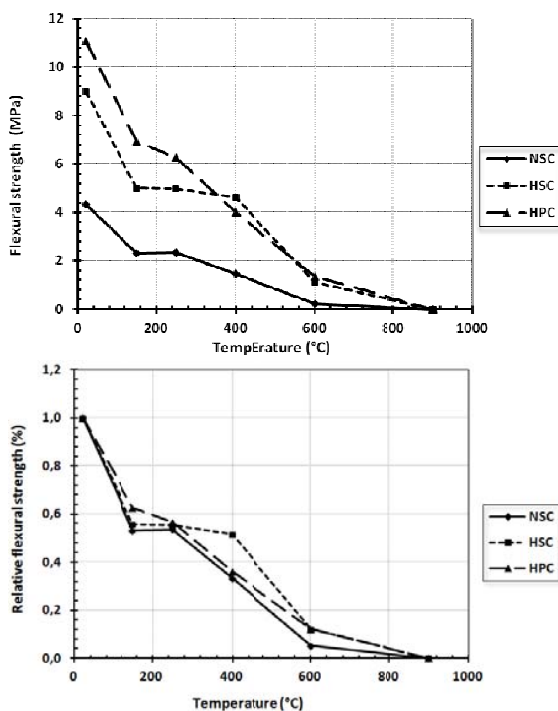 12
10
8
6
4
2
0
Flexural strength (MPa)
0 200 400 600 800 1000
TempErature (°C)
NSC
HSC
HPC
1,2
1,0
0,8
0,6
0,4
0,2
0,0
Relative flexural strength (%)
0 200 400 600 800 1000
Temperature (°C)
NSC
HSC
HPC